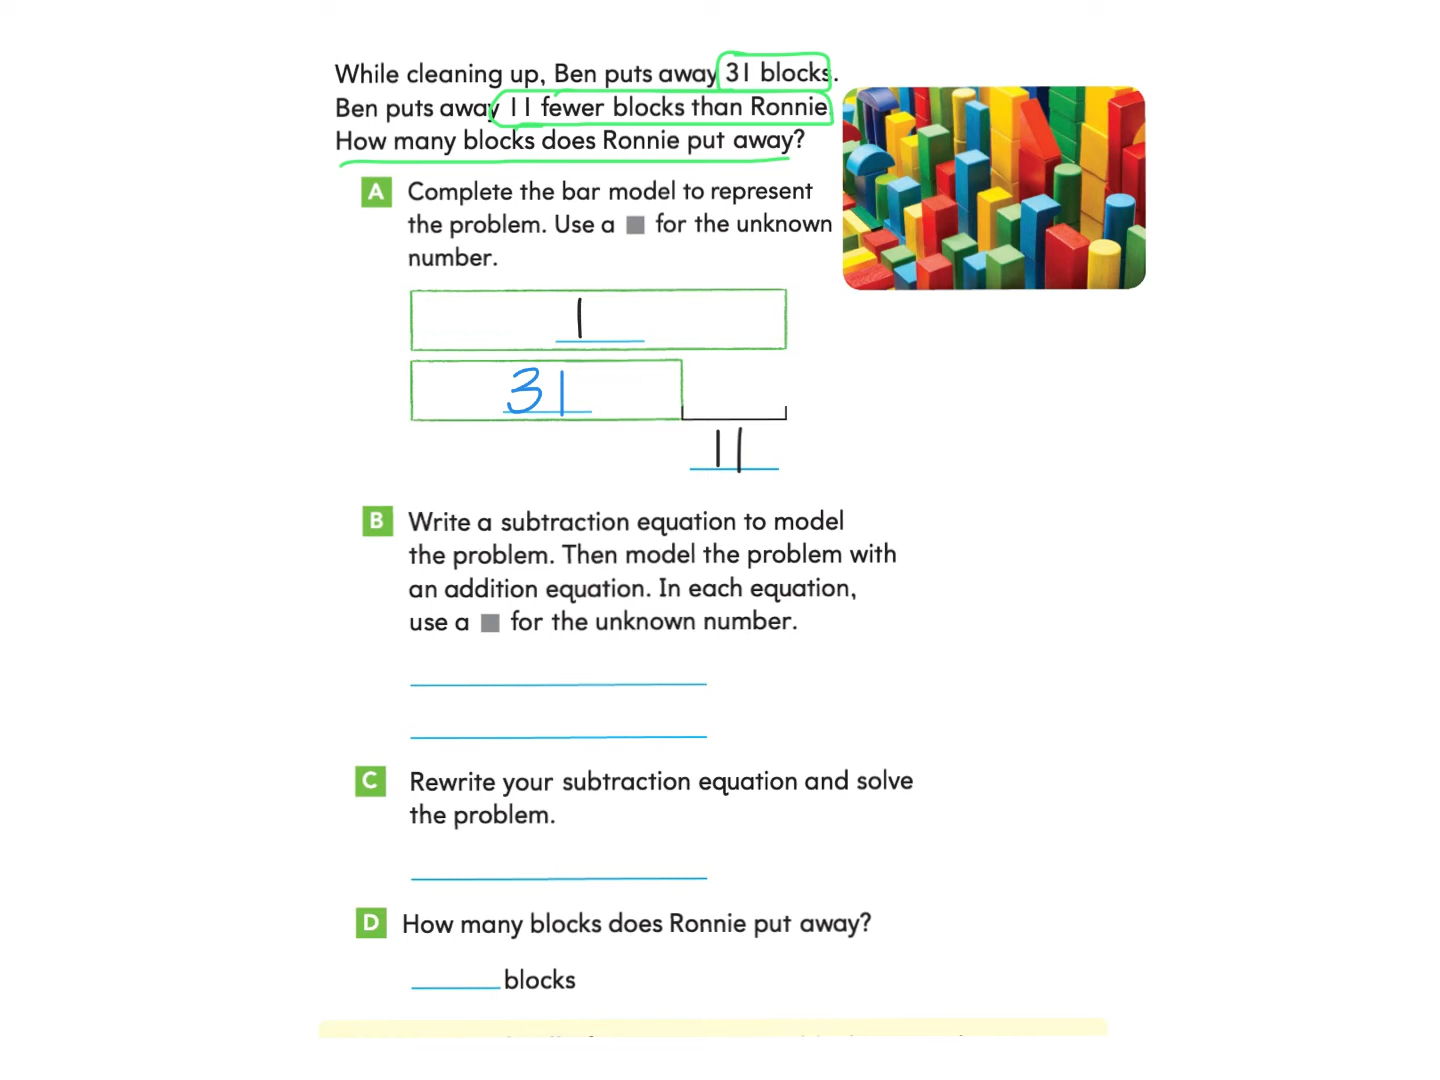 While cleaning up, Ben puts away 31 blocks.
Ben puts away 11 fewer blocks than Ronnie
How many blocks does Ronnie put away?
A Complete the bar model to represent
the problem. Use a ■ for the unknown
number.
1
31
11
B Write a subtraction equation to model
the problem. Then model the problem with
an addition equation. In each equation,
use a ■ for the unknown number.
C Rewrite your subtraction equation and solve
the problem.
D How many blocks does Ronnie put away?
blocks